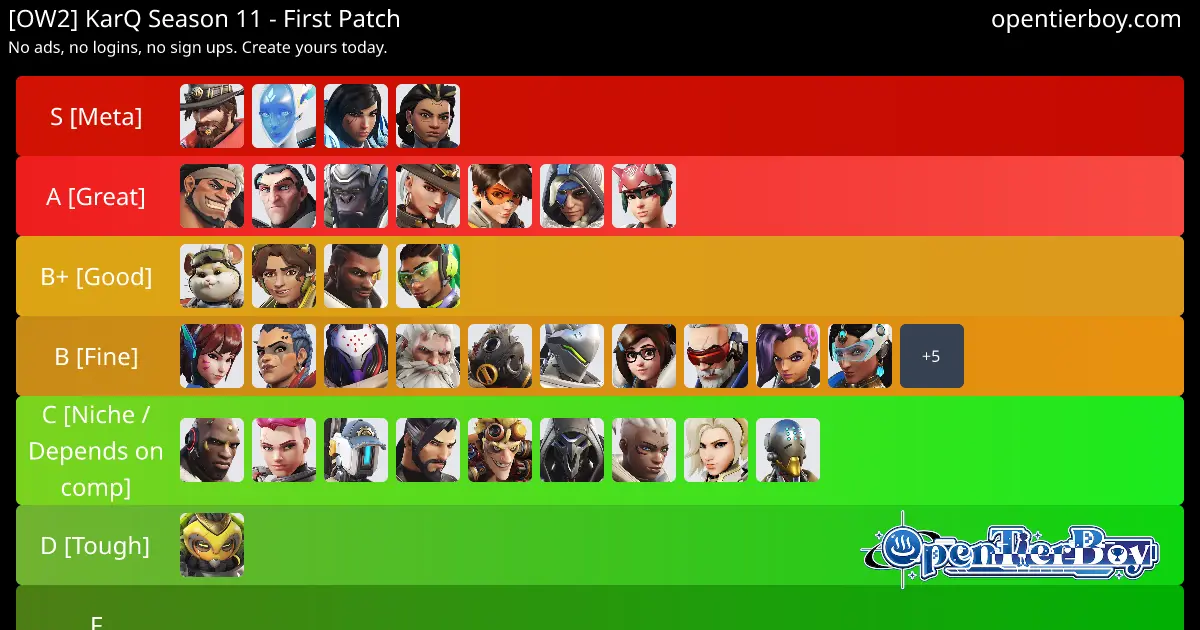 [OW2] KarQ Season 11 - First Patch
opentierboy.com
No ads, no logins, no sign ups. Create yours today.
S [Meta]
A [Great]
B+ [Good]
B [Fine]
+5
C [Niche /
Depends on
comp]
D [Tough]
OpenTierBoy